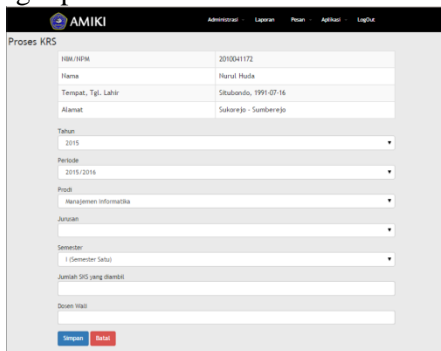 AMIKI Administrasi Laporan Pesan Aplikasi LogOut
Proses KRS
NIM/NPM 2010041172
Nama Nurul Huda
Tempat, Tgl. Lahir Situbondo, 1991-07-16
Alamat Sukorejo - Sumberejo
Tahun
2015
Periode
2015/2016
Prodi
Manajemen Informatika
Jurusan
Semester
I (Semester Satu)
Jumlah SKS yang diambil
Dosen Wali
Simpan Batal